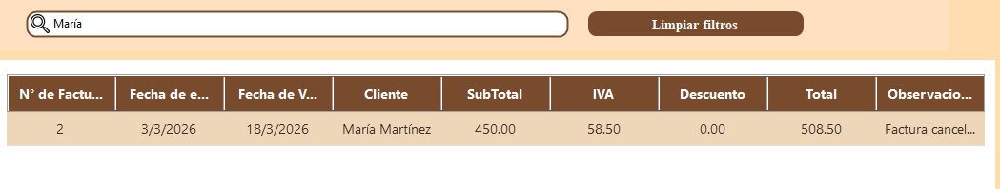 María Limpiar filtros
N° de Factu... Fecha de e... Fecha de V... Cliente SubTotal IVA Descuento Total Observacio...
2 3/3/2026 18/3/2026 María Martínez 450.00 58.50 0.00 508.50 Factura cancel...